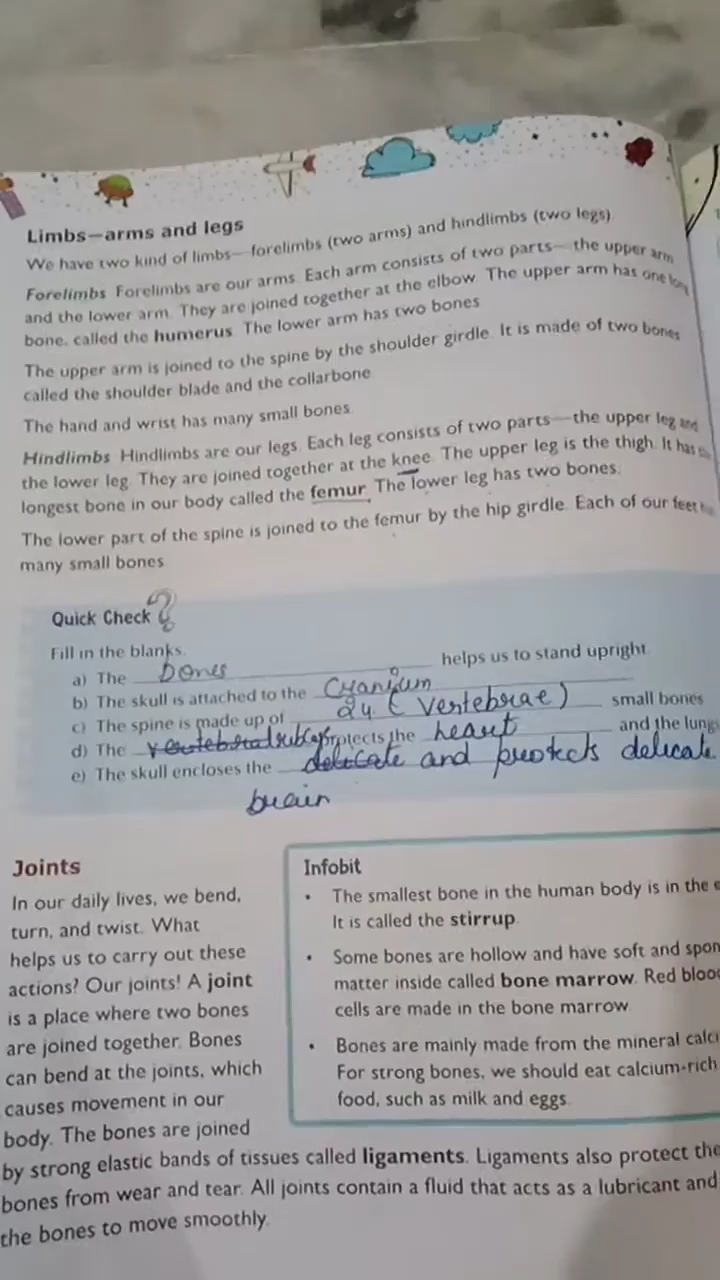 Limbs—arms and legs
We have two kind of limbs—forelimbs (two arms) and hindlimbs (two legs).
Forelimbs Forelimbs are our arms. Each arm consists of two parts—the upper arm
and the lower arm. They are joined together at the elbow. The upper arm has one long
bone, called the humerus. The lower arm has two bones.
The upper arm is joined to the spine by the shoulder girdle. It is made of two bones
called the shoulder blade and the collarbone.
The hand and wrist has many small bones.
Hindlimbs Hindlimbs are our legs. Each leg consists of two parts—the upper leg and
the lower leg. They are joined together at the knee. The upper leg is the thigh. It has
longest bone in our body called the femur. The lower leg has two bones.
The lower part of the spine is joined to the femur by the hip girdle. Each of our feet
many small bones.
Quick Check ?
Fill in the blanks.
a) The bones helps us to stand upright.
b) The skull is attached to the Cyanium
c) The spine is made up of 24 (vertebrae) small bones
d) The protects the heart and the lung
e) The skull encloses the delicate and protects delicate
brain
Joints
In our daily lives, we bend,
turn, and twist. What
helps us to carry out these
actions? Our joints! A joint
is a place where two bones
are joined together. Bones
can bend at the joints, which
causes movement in our
body. The bones are joined
by strong elastic bands of tissues called ligaments. Ligaments also protect the
bones from wear and tear. All joints contain a fluid that acts as a lubricant and
the bones to move smoothly.
Infobit
• The smallest bone in the human body is in the e
It is called the stirrup.
• Some bones are hollow and have soft and spon
matter inside called bone marrow. Red bloo
cells are made in the bone marrow.
• Bones are mainly made from the mineral calci
For strong bones, we should eat calcium-rich
food, such as milk and eggs.